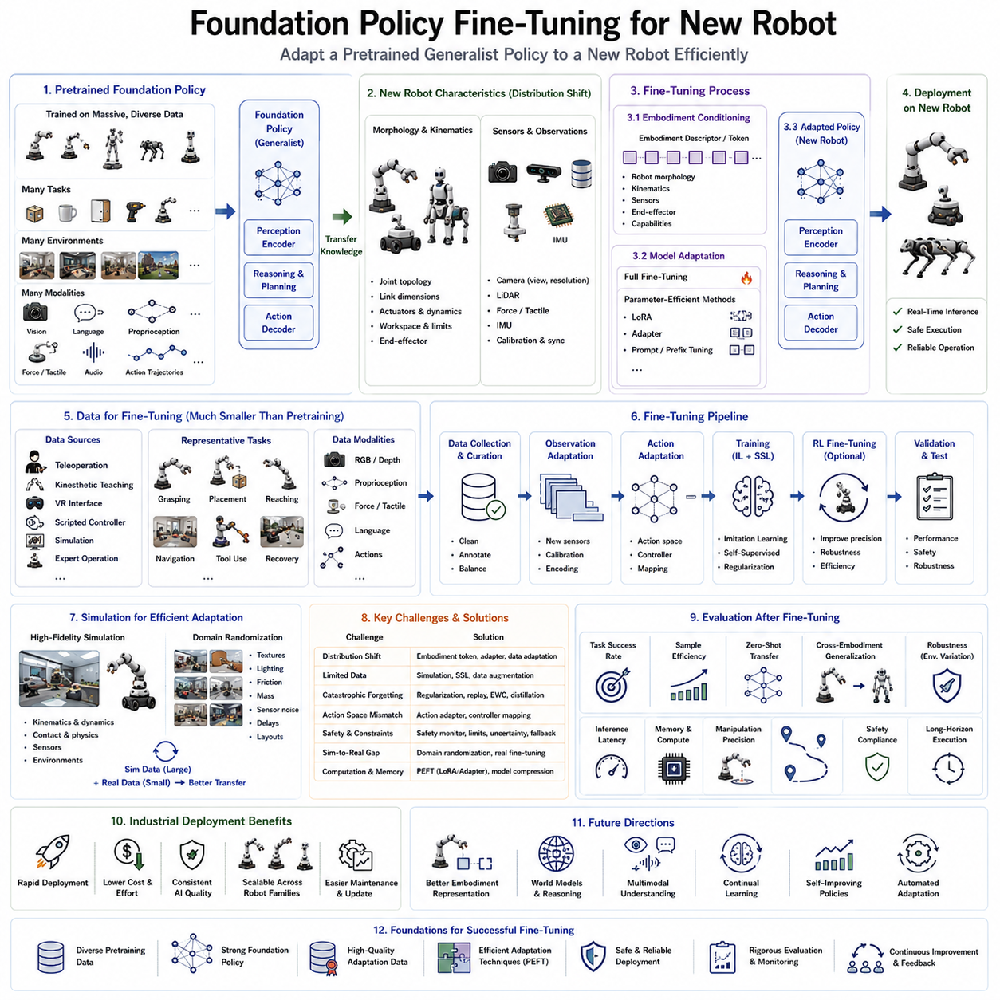 Foundation Policy Fine-Tuning for New Robot
Adapt a Pretrained Generalist Policy to a New Robot Efficiently
1. Pretrained Foundation Policy
Trained on Massive, Diverse Data
Many Tasks
...
Many Environments
...
Many Modalities
...
Vision
Language
Proprioception
...
Force / Tactile
Audio
Action Trajectories
Foundation
Policy
(Generalist)
Perception
Encoder
Reasoning &
Planning
Action
Decoder
Transfer
Knowledge
2. New Robot Characteristics (Distribution Shift)
Morphology & Kinematics
• Joint topology
• Link dimensions
• Actuators & dynamics
• Workspace & limits
• End-effector
Sensors & Observations
IMU
• Camera (view, resolution)
• LiDAR
• Force / Tactile
• IMU
• Calibration & sync
3. Fine-Tuning Process
3.1 Embodiment Conditioning
Embodiment Descriptor / Token
...
• Robot morphology
• Kinematics
• Sensors
• End-effector
• Capabilities
3.2 Model Adaptation
Full Fine-Tuning
Parameter-Efficient Methods
• LoRA
• Adapter
• Prompt / Prefix Tuning
...
3.3 Adapted Policy
(New Robot)
Perception
Encoder
Reasoning &
Planning
Action
Decoder
4. Deployment
on New Robot
✓ Real-Time Inference
✓ Safe Execution
✓ Reliable Operation
5. Data for Fine-Tuning (Much Smaller Than Pretraining)
Data Sources
Teleoperation
Kinesthetic Teaching
VR Interface
Scripted Controller
Simulation
Expert Operation
...
Representative Tasks
Grasping
Placement
Reaching
Navigation
Tool Use
Recovery
...
Data Modalities
RGB / Depth
Proprioception
Force / Tactile
Language
Actions
...
6. Fine-Tuning Pipeline
Data Collection
& Curation
• Clean
• Annotate
• Balance
Observation
Adaptation
• New sensors
• Calibration
• Encoding
Action
Adaptation
• Action space
• Controller
• Mapping
Training
(IL + SSL)
• Imitation Learning
• Self-Supervised
• Regularization
RL Fine-Tuning
(Optional)
• Improve precision
• Robustness
• Efficiency
Validation
& Test
• Performance
• Safety
• Robustness
7. Simulation for Efficient Adaptation
High-Fidelity Simulation
• Kinematics & dynamics
• Contact & physics
• Sensors
• Environments
Domain Randomization
• Textures
• Lighting
• Friction
• Mass
• Sensor noise
• Delays
• Layouts
Sim Data (Large)
+ Real Data (Small) → Better Transfer
8. Key Challenges & Solutions
Challenge Solution
Distribution Shift Embodiment token, adapter, data adaptation
Limited Data Simulation, SSL, data augmentation
Catastrophic Forgetting Regularization, replay, EWC, distillation
Action Space Mismatch Action adapter, controller mapping
Safety & Constraints Safety monitor, limits, uncertainty, fallback
Sim-to-Real Gap Domain randomization, real fine-tuning
Computation & Memory PEFT (LoRA/Adapter), model compression
9. Evaluation After Fine-Tuning
Task Success
Rate
Sample
Efficiency
Zero-Shot
Transfer
Cross-Embodiment
Generalization
Robustness
(Env. Variation)
Inference
Latency
Memory &
Compute
Manipulation
Precision
Safety
Compliance
Long-Horizon
Execution
10. Industrial Deployment Benefits
Rapid Deployment
$
Lower Cost &
Effort
Consistent
AI Quality
Scalable Across
Robot Families
Easier Maintenance
& Update
11. Future Directions
Better Embodiment
Representation
World Models
& Reasoning
Multimodal
Understanding
Continual
Learning
Self-Improving
Policies
Automated
Adaptation
12. Foundations for Successful Fine-Tuning
Diverse Pretraining
Data
Strong Foundation
Policy
High-Quality
Adaptation Data
Efficient Adaptation
Techniques (PEFT)
Safe & Reliable
Deployment
Rigorous Evaluation
& Monitoring
Continuous Improvement
& Feedback